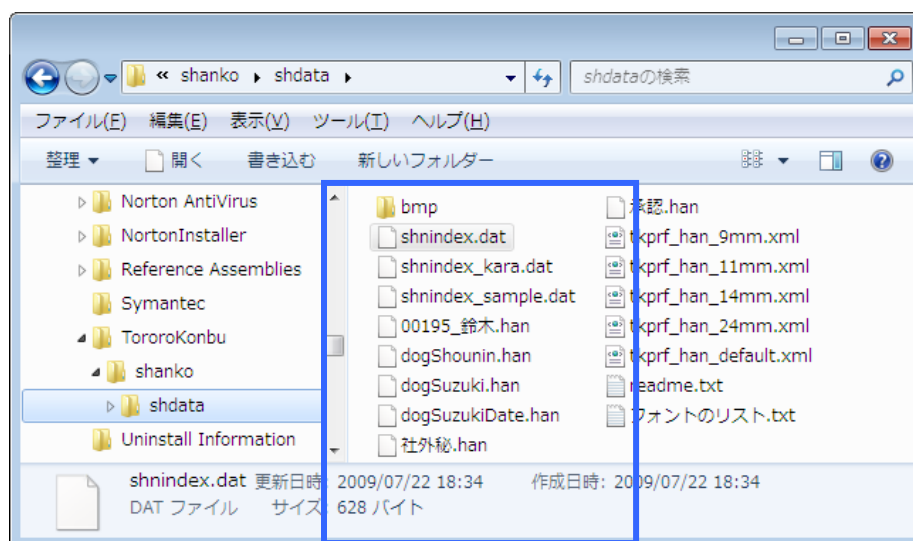 « shanko ▸ shdata ▸ shdataの検索
ファイル(F) 編集(E) 表示(V) ツール(T) ヘルプ(H)
整理 ▼ 開く 書き込む 新しいフォルダー
Norton AntiVirus
NortonInstaller
Reference Assemblies
Symantec
TororoKonbu
shanko
shdata
Uninstall Information
bmp
shnindex.dat
shnindex_kara.dat
shnindex_sample.dat
00195_鈴木.han
dogShounin.han
dogSuzuki.han
dogSuzukiDate.han
社外秘.han
承認.han
tkprf_han_9mm.xml
tkprf_han_11mm.xml
tkprf_han_14mm.xml
tkprf_han_24mm.xml
tkprf_han_default.xml
readme.txt
フォントのリスト.txt
shnindex.dat 更新日時: 2009/07/22 18:34 作成日時: 2009/07/22 18:34
DAT ファイル サイズ: 628 バイト